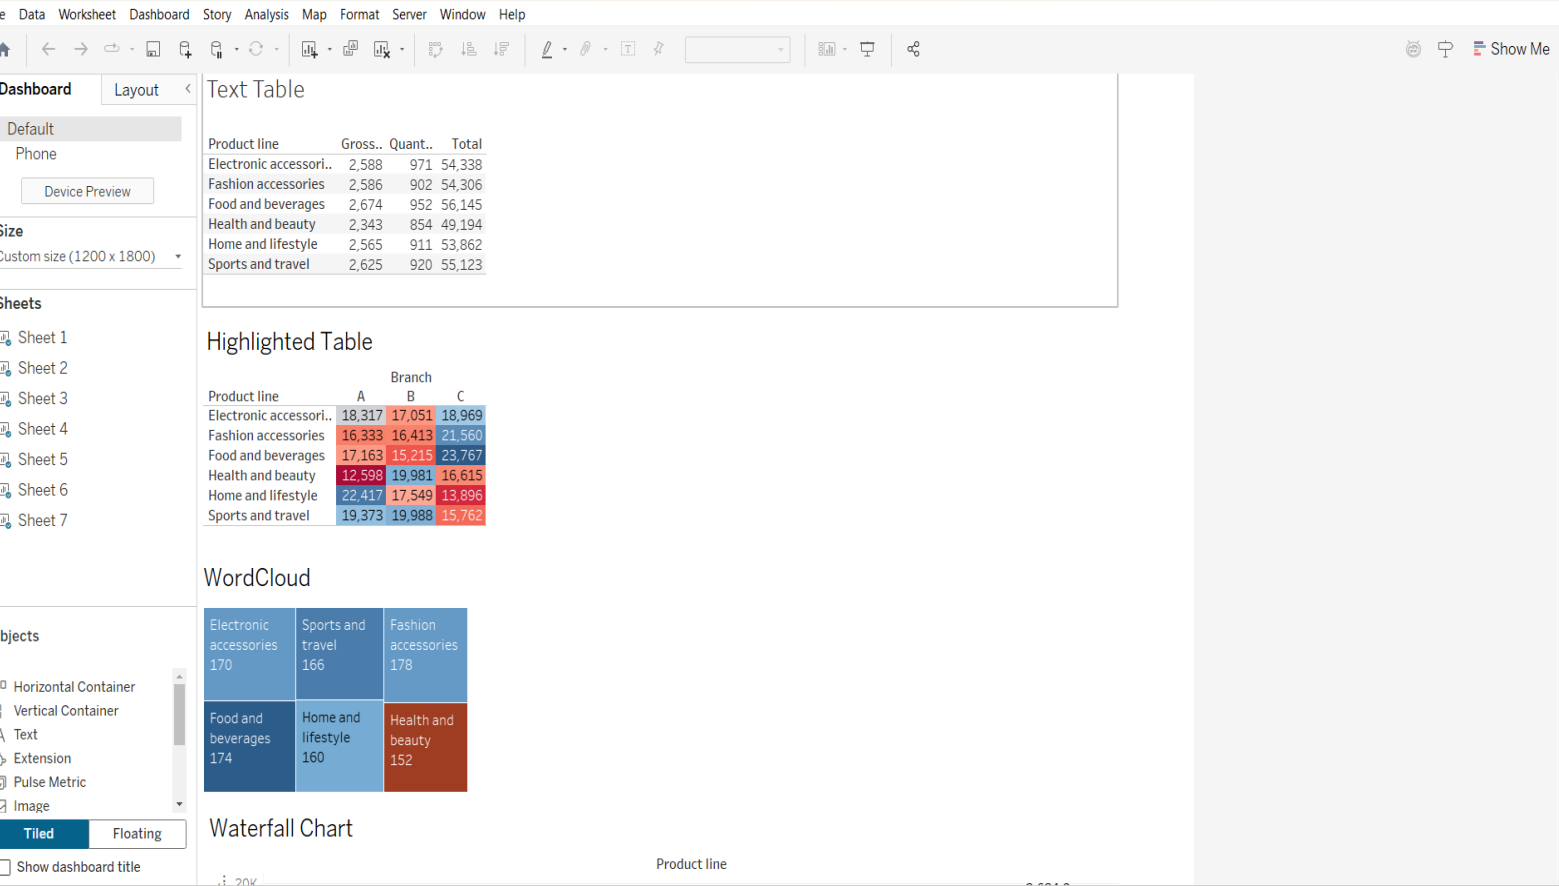 e Data Worksheet Dashboard Story Analysis Map Format Server Window Help
Show Me
Dashboard Layout
Default
Phone
Device Preview
Size
Custom size (1200 x 1800)
Sheets
Sheet 1
Sheet 2
Sheet 3
Sheet 4
Sheet 5
Sheet 6
Sheet 7
bjects
Horizontal Container
Vertical Container
Text
Extension
Pulse Metric
Image
Tiled Floating
Show dashboard title
Text Table
Product line Gross.. Quant.. Total
Electronic accessori.. 2,588 971 54,338
Fashion accessories 2,586 902 54,306
Food and beverages 2,674 952 56,145
Health and beauty 2,343 854 49,194
Home and lifestyle 2,565 911 53,862
Sports and travel 2,625 920 55,123
Highlighted Table
Branch
Product line A B C
Electronic accessori.. 18,317 17,051 18,969
Fashion accessories 16,333 16,413 21,560
Food and beverages 17,163 15,215 23,767
Health and beauty 12,598 19,981 16,615
Home and lifestyle 22,417 17,549 13,896
Sports and travel 19,373 19,988 15,762
WordCloud
Electronic
accessories
170
Sports and
travel
166
Fashion
accessories
178
Food and
beverages
174
Home and
lifestyle
160
Health and
beauty
152
Waterfall Chart
Product line
20K